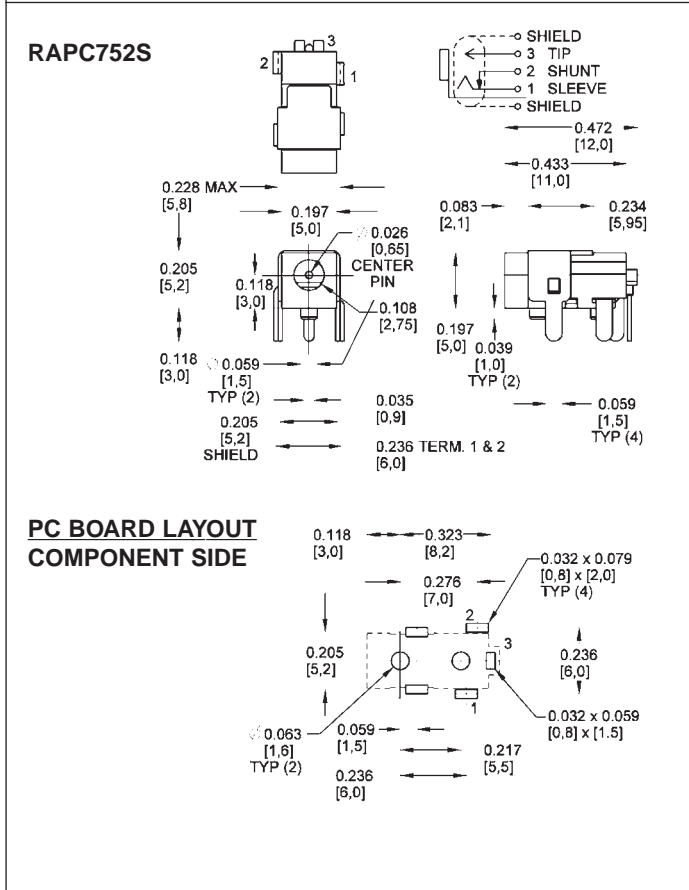 RAPC752S
3
2
1
SHIELD
3 TIP
2 SHUNT
1 SLEEVE
SHIELD
0.472
[12,0]
0.433
[11,0]
0.228 MAX
[5,8]
0.197
[5,0]
0.026
[0,65]
CENTER
PIN
0.083
[2,1]
0.234
[5,95]
0.205
[5,2]
0.118
[3,0]
0.108
[2,75]
0.197
[5,0]
0.039
[1,0]
TYP (2)
0.118
[3,0]
0.059
[1,5]
TYP (2)
0.035
[0,9]
0.059
[1,5]
TYP (4)
0.205
[5,2]
SHIELD
0.236 TERM. 1 & 2
[6,0]
PC BOARD LAYOUT
COMPONENT SIDE
0.118
[3,0]
0.323
[8,2]
0.276
[7,0]
0.032 x 0.079
[0,8] x [2,0]
TYP (4)
2
3
0.205
[5,2]
0.236
[6,0]
1
0.032 x 0.059
[0,8] x [1.5]
0.063
[1,6]
TYP (2)
0.059
[1,5]
0.217
[5,5]
0.236
[6,0]